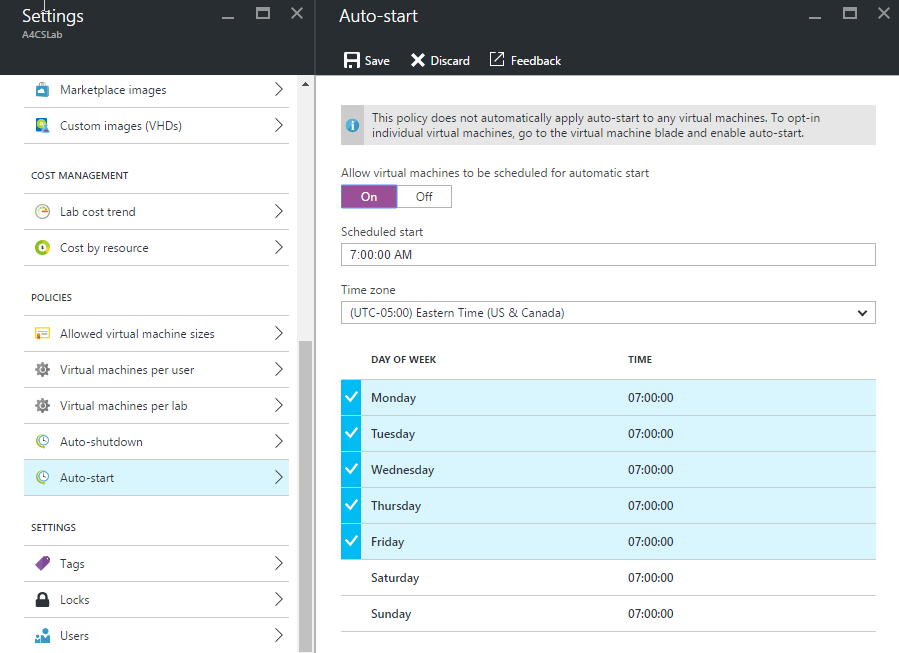 Settings
A4CSLab
Marketplace images
Custom images (VHDs)
COST MANAGEMENT
Lab cost trend
Cost by resource
POLICIES
Allowed virtual machine sizes
Virtual machines per user
Virtual machines per lab
Auto-shutdown
Auto-start
SETTINGS
Tags
Locks
Users
Auto-start
Save Discard Feedback
This policy does not automatically apply auto-start to any virtual machines. To opt-in
individual virtual machines, go to the virtual machine blade and enable auto-start.
Allow virtual machines to be scheduled for automatic start
On Off
Scheduled start
7:00:00 AM
Time zone
(UTC-05:00) Eastern Time (US & Canada)
DAY OF WEEK TIME
Monday 07:00:00
Tuesday 07:00:00
Wednesday 07:00:00
Thursday 07:00:00
Friday 07:00:00
Saturday 07:00:00
Sunday 07:00:00